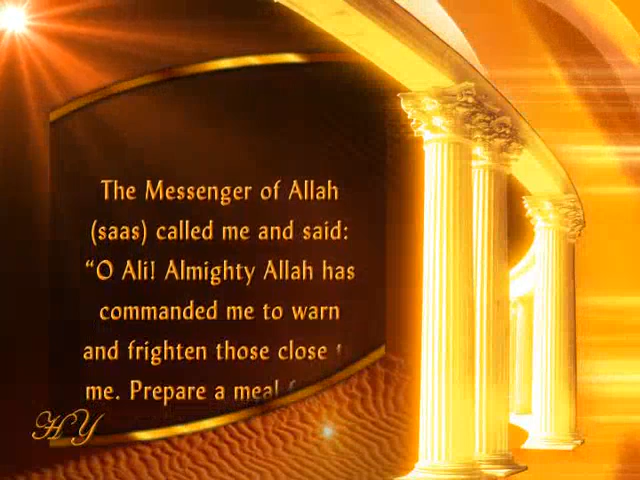 The Messenger of Allah
(saas) called me and said:
“O Ali! Almighty Allah has
commanded me to warn
and frighten those close
me. Prepare a meal
HY